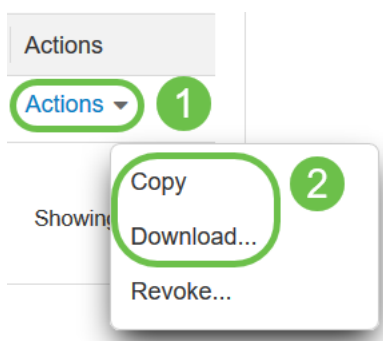 Actions
Actions
1
Copy
2
Showing
Download...
Revoke...